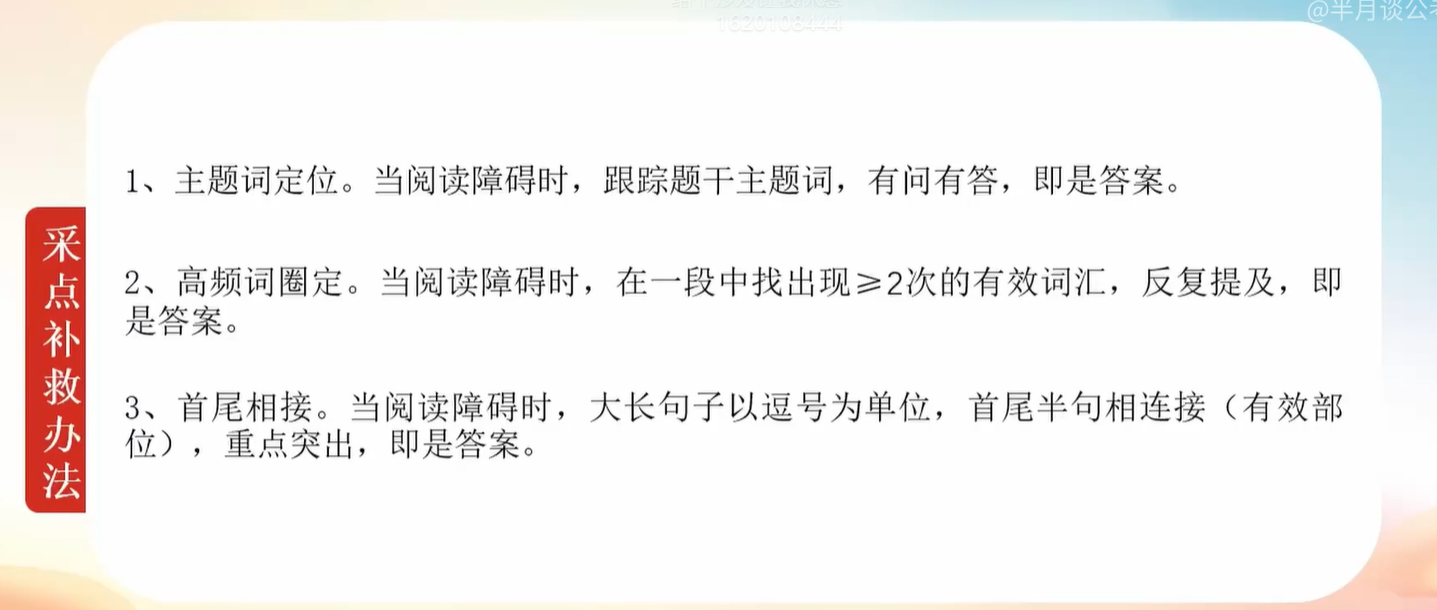 1620108444
@半月谈公考
1、主题词定位。当阅读障碍时，跟踪题干主题词，有问有答，即是答案。
采点补救办法
2、高频词圈定。当阅读障碍时，在一段中找出现≥2次的有效词汇，反复提及，即
是答案。
3、首尾相接。当阅读障碍时，大长句子以逗号为单位，首尾半句相连接（有效部
位），重点突出，即是答案。